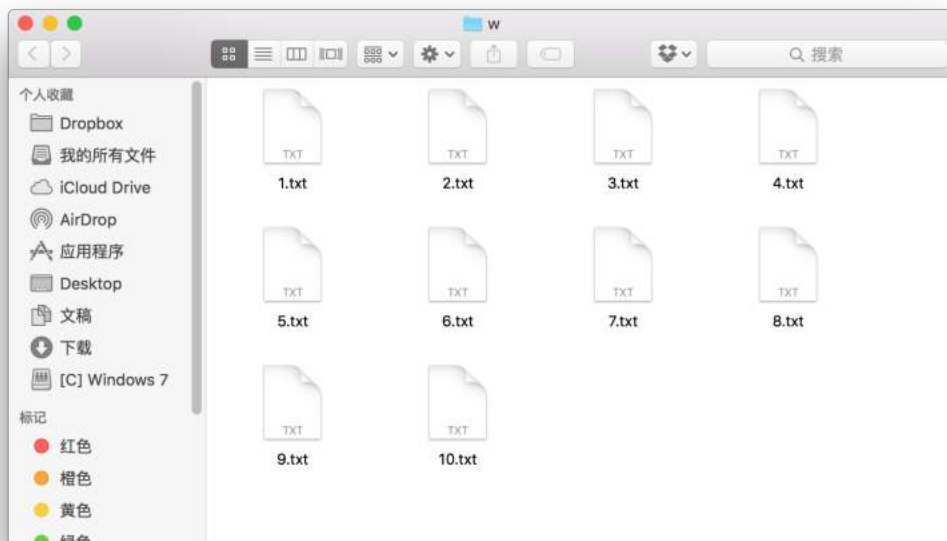 w
搜索
个人收藏
Dropbox
我的所有文件
iCloud Drive
AirDrop
应用程序
Desktop
文稿
下载
[C] Windows 7
标记
红色
橙色
黄色
绿色
TXT TXT TXT TXT
1.txt 2.txt 3.txt 4.txt
TXT TXT TXT TXT
5.txt 6.txt 7.txt 8.txt
TXT TXT
9.txt 10.txt